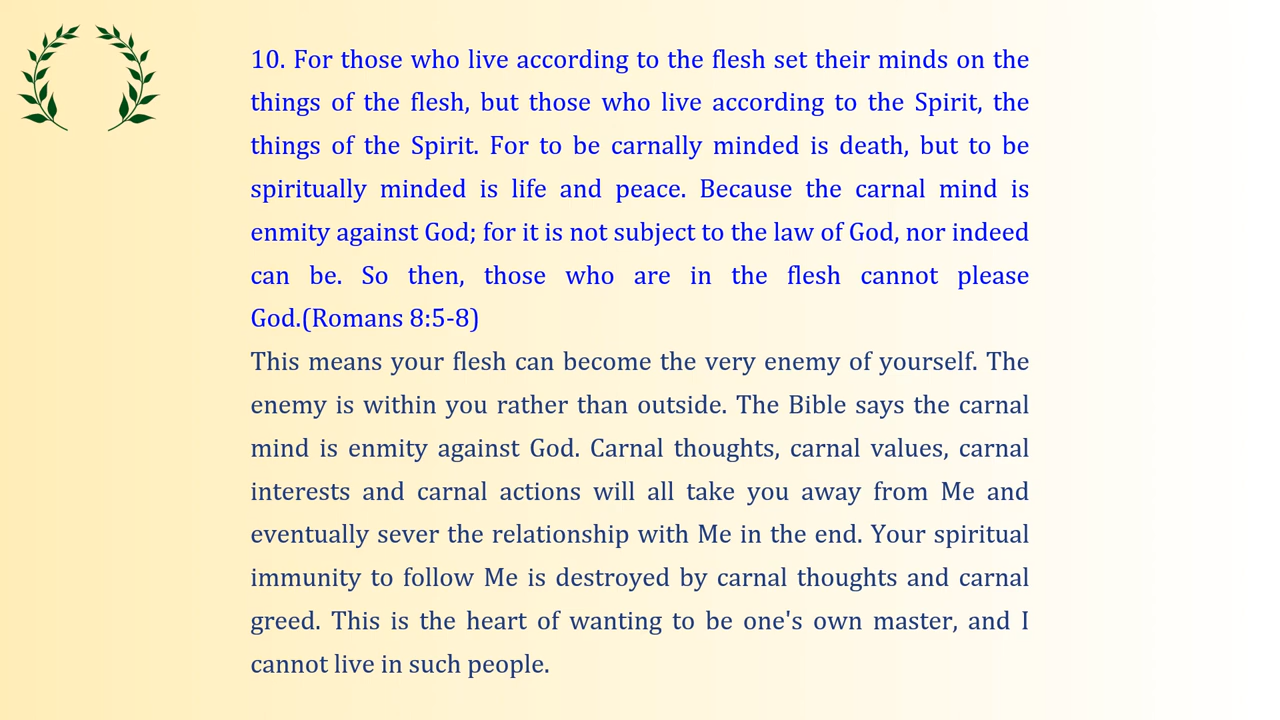 10. For those who live according to the flesh set their minds on the
things of the flesh, but those who live according to the Spirit, the
things of the Spirit. For to be carnally minded is death, but to be
spiritually minded is life and peace. Because the carnal mind is
enmity against God; for it is not subject to the law of God, nor indeed
can be. So then, those who are in the flesh cannot please
God.(Romans 8:5-8)
This means your flesh can become the very enemy of yourself. The
enemy is within you rather than outside. The Bible says the carnal
mind is enmity against God. Carnal thoughts, carnal values, carnal
interests and carnal actions will all take you away from Me and
eventually sever the relationship with Me in the end. Your spiritual
immunity to follow Me is destroyed by carnal thoughts and carnal
greed. This is the heart of wanting to be one's own master, and I
cannot live in such people.